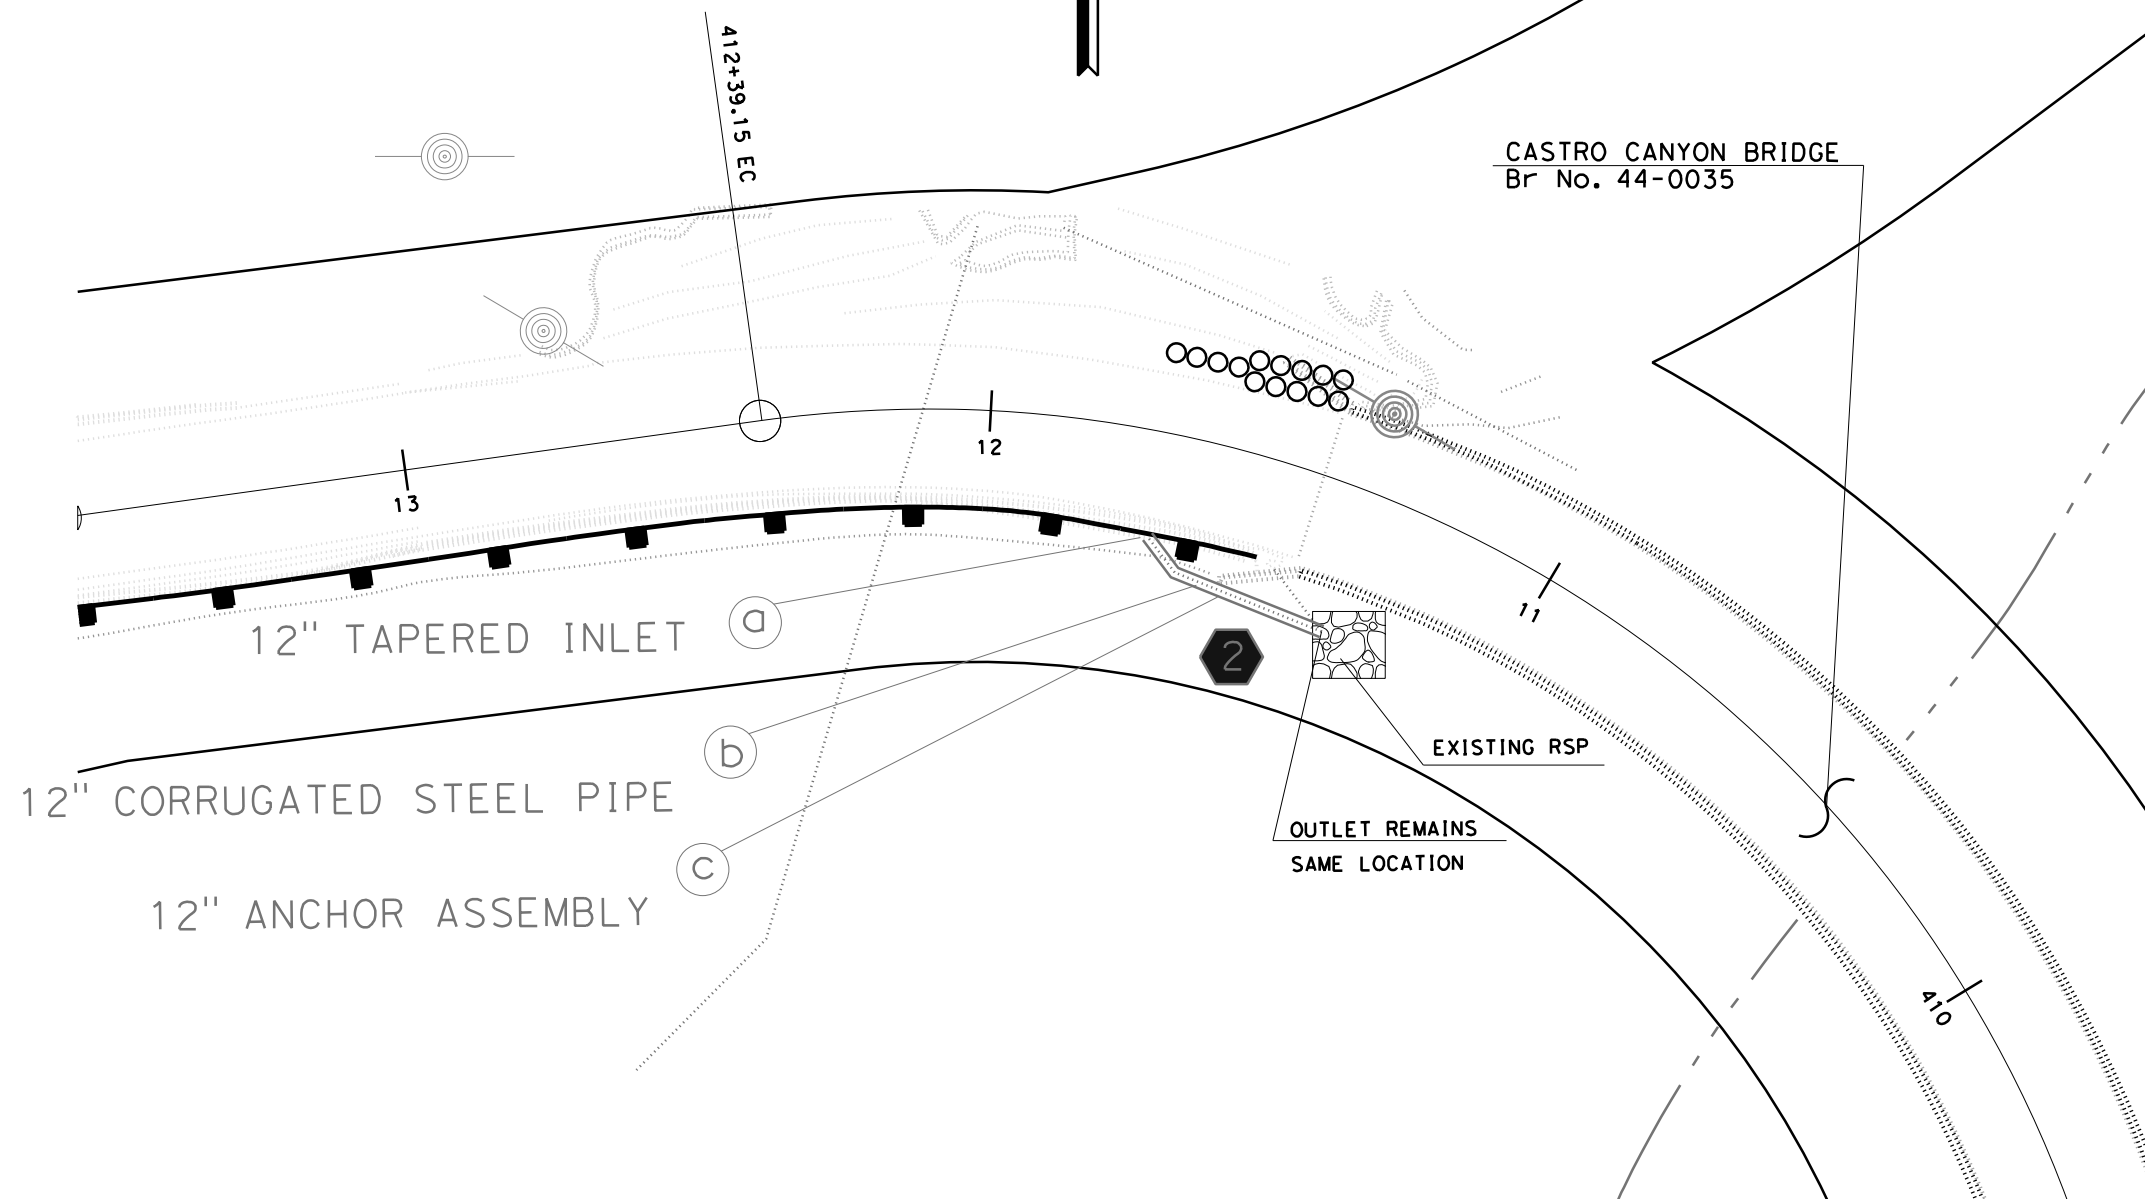 412+39.15 EC
CASTRO CANYON BRIDGE
Br No. 44-0035
12
13
11
12" TAPERED INLET
a
2
b
EXISTING RSP
12" CORRUGATED STEEL PIPE
OUTLET REMAINS
SAME LOCATION
c
12" ANCHOR ASSEMBLY
410